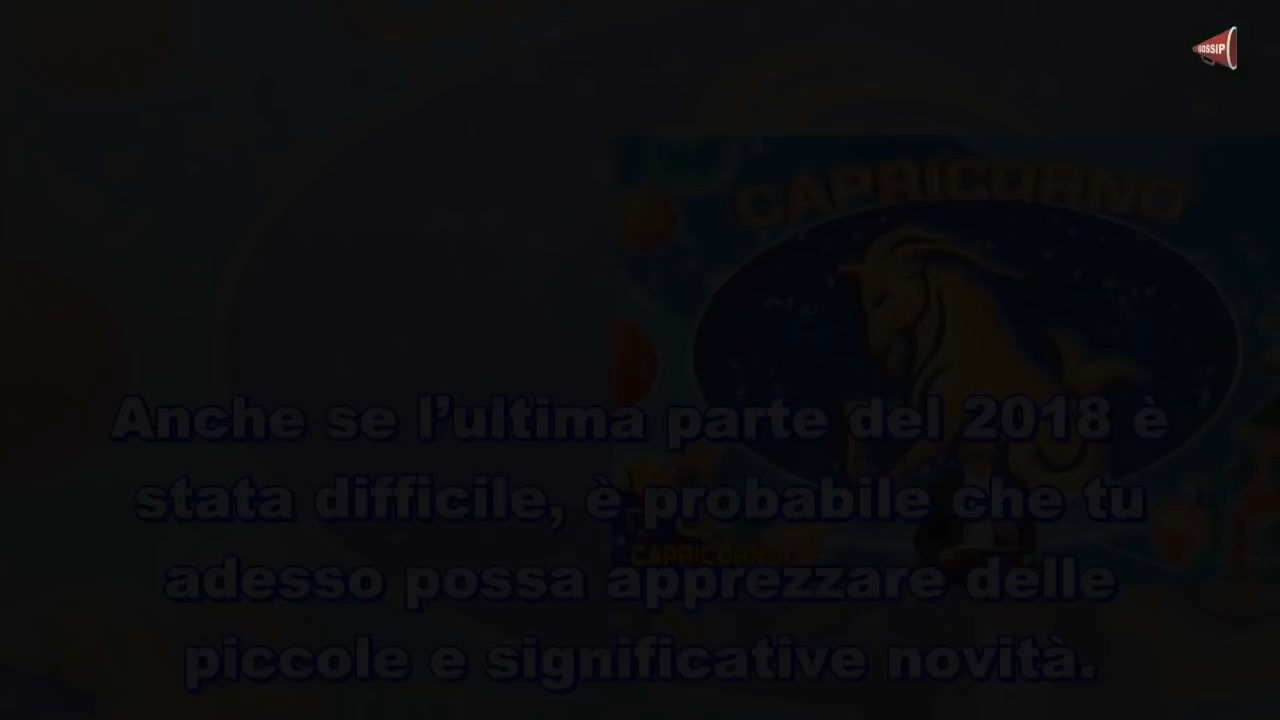 GOSSIP
CAPRICORNO
Anche se l’ultima parte del 2018 è
stata difficile, è probabile che tu
CAPRICORNO
adesso possa apprezzare delle
piccole e significative novità.